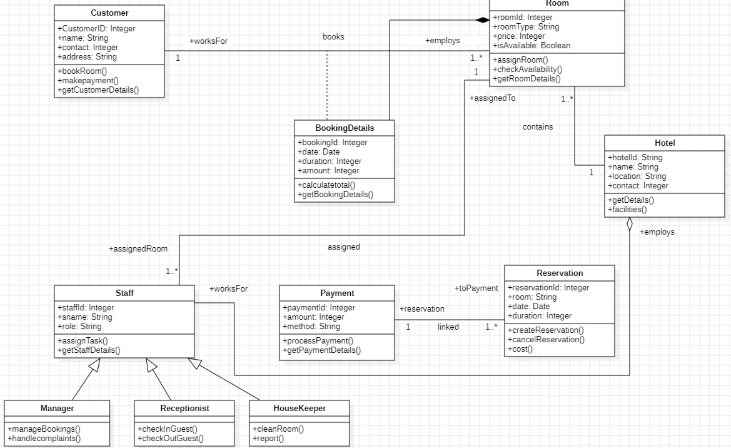 Customer
+CustomerID: Integer
+name: String
+contact: Integer
+address: String
+bookRoom()
+makepayment()
+getCustomerDetails()
+worksFor
1
books
+employs
1..*
Room
+roomId: Integer
+roomType: String
+price: Integer
+isAvailable: Boolean
+assignRoom()
+checkAvailability()
+getRoomDetails()
1
+assignedTo
1..*
contains
1
BookingDetails
+bookingId: Integer
+date: Date
+duration: Integer
+amount: Integer
+calculatetotal()
+getBookingDetails()
Hotel
+hotelId: String
+name: String
+location: String
+contact: Integer
+getDetails()
+facilities()
+employs
+assignedRoom
1..*
assigned
Staff
+staffId: Integer
+sname: String
+role: String
+assignTask()
+getStaffDetails()
+worksFor
Payment
+paymentId: Integer
+amount: Integer
+method: String
+processPayment()
+getPaymentDetails()
+reservation
1
linked
+toPayment
1..*
Reservation
+reservationId: Integer
+room: String
+date: Date
+duration: Integer
+createReservation()
+cancelReservation()
+cost()
Manager
+manageBookings()
+handlecomplaints()
Receptionist
+checkInGuest()
+checkOutGuest()
HouseKeeper
+cleanRoom()
+report()